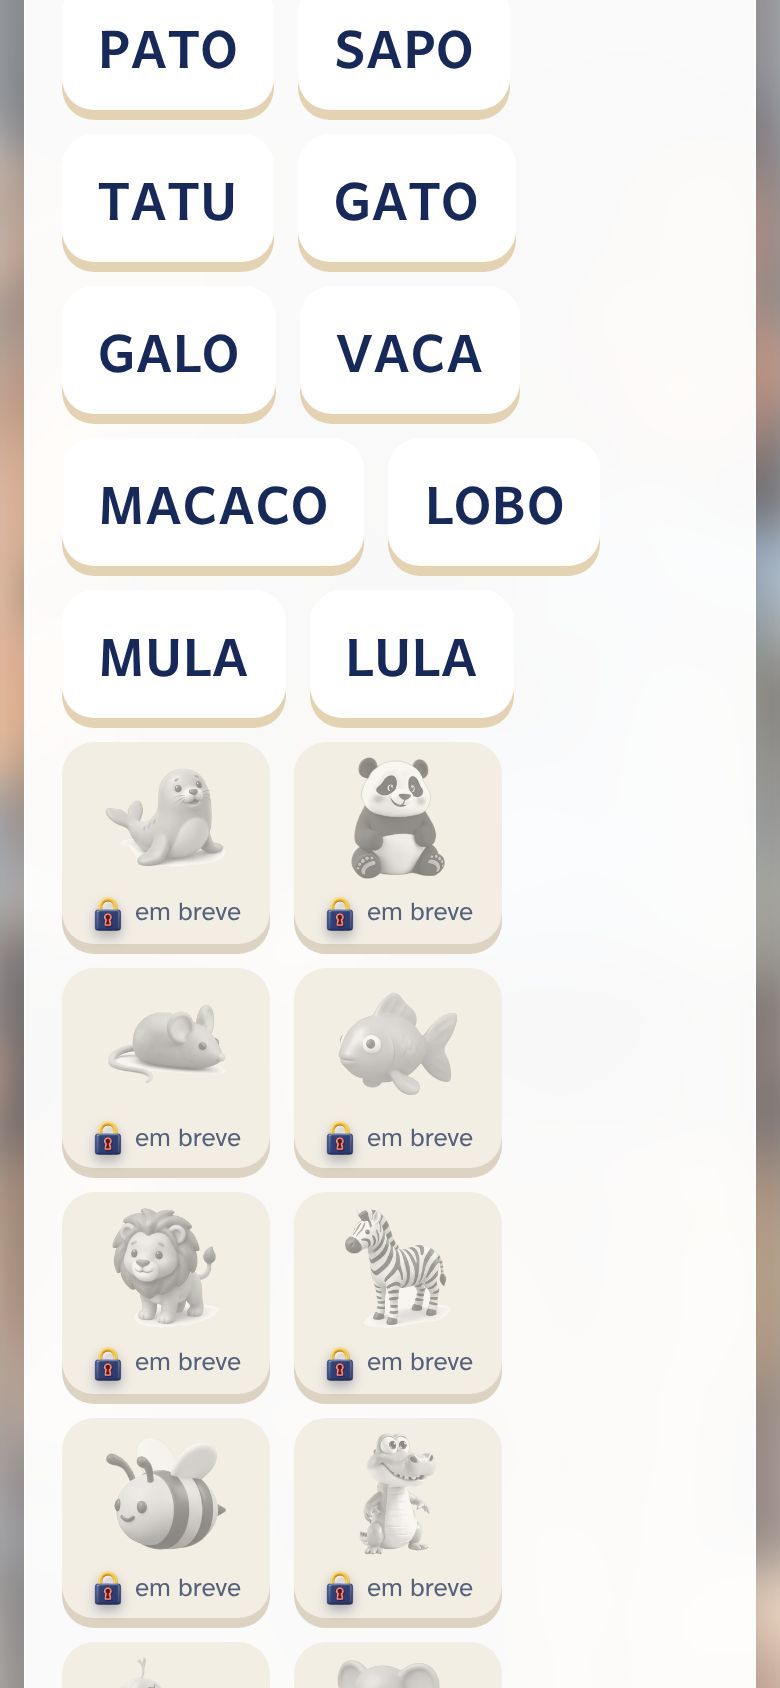 PATO SAPO
TATU GATO
GALO VACA
MACACO LOBO
MULA LULA
em breve em breve
em breve em breve
em breve em breve
em breve em breve